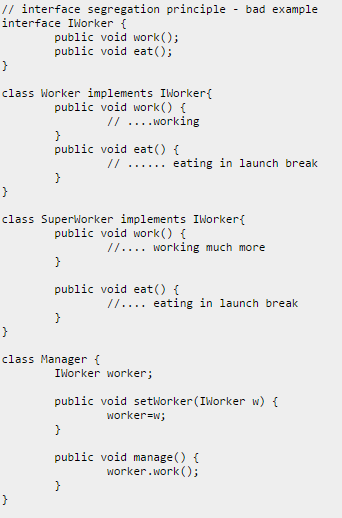 // interface segregation principle - bad example
interface IWorker {
public void work();
public void eat();
}
class Worker implements IWorker{
public void work() {
// ....working
}
public void eat() {
// ...... eating in launch break
}
}
class SuperWorker implements IWorker{
public void work() {
//.... working much more
}
public void eat() {
//.... eating in launch break
}
}
class Manager {
IWorker worker;
public void setWorker(IWorker w) {
worker=w;
}
public void manage() {
worker.work();
}
}